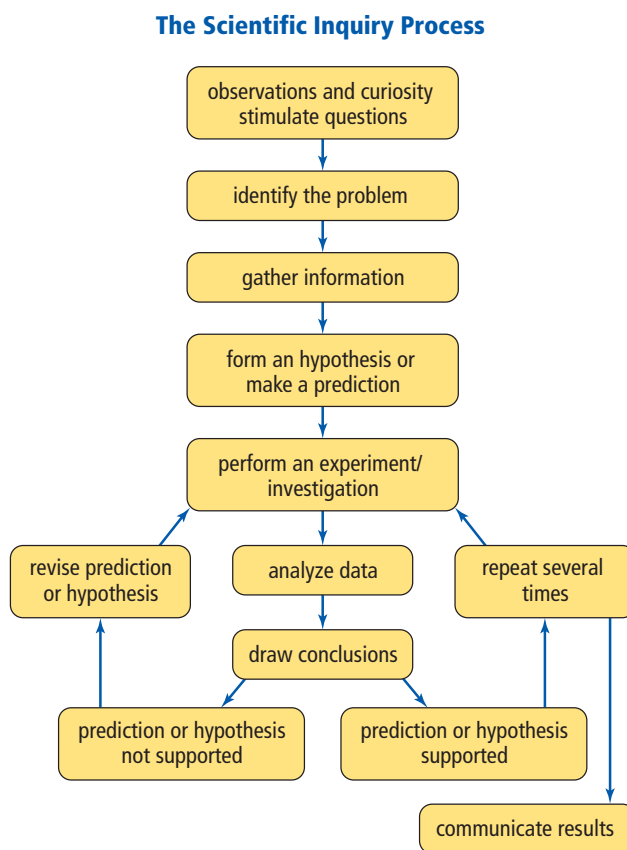 The Scientific Inquiry Process
observations and curiosity
stimulate questions
identify the problem
gather information
form an hypothesis or
make a prediction
perform an experiment/
investigation
revise prediction
or hypothesis
analyze data
repeat several
times
draw conclusions
prediction or hypothesis
not supported
prediction or hypothesis
supported
communicate results